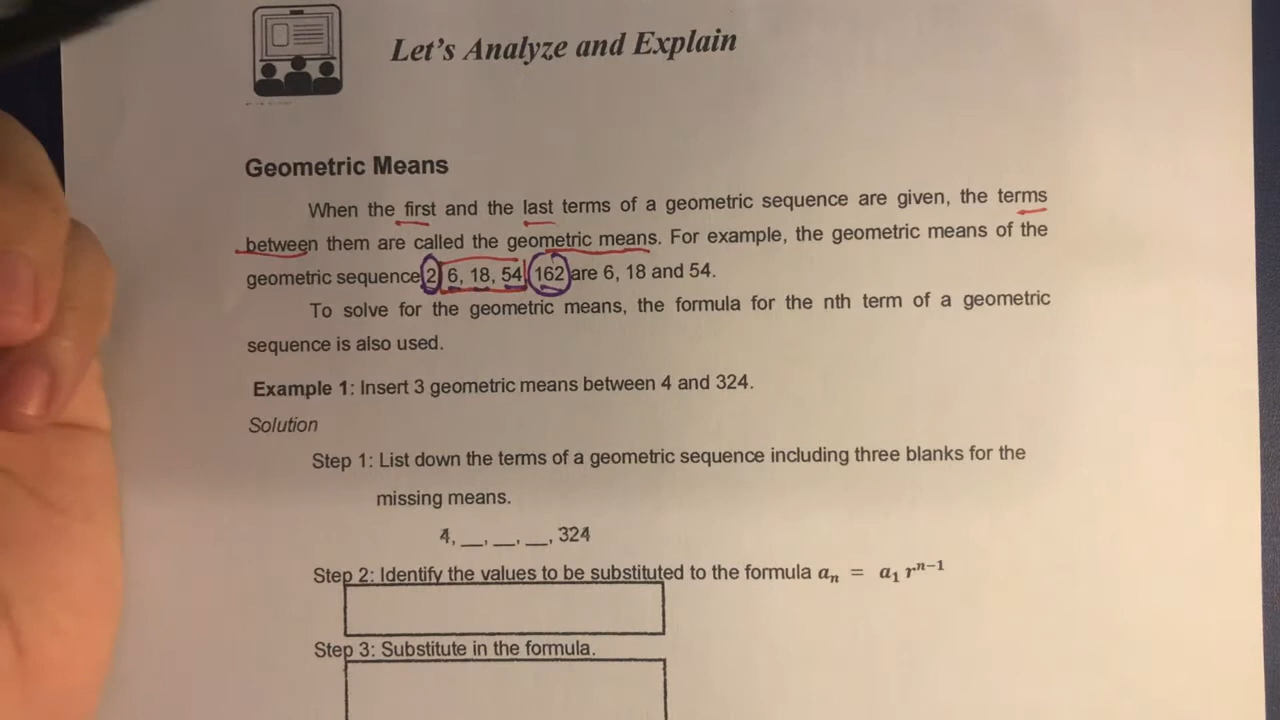 Let's Analyze and Explain
Geometric Means
When the first and the last terms of a geometric sequence are given, the terms
between them are called the geometric means. For example, the geometric means of the
geometric sequence 2, 6, 18, 54, 162 are 6, 18 and 54.
To solve for the geometric means, the formula for the nth term of a geometric
sequence is also used.
Example 1: Insert 3 geometric means between 4 and 324.
Solution
Step 1: List down the terms of a geometric sequence including three blanks for the
missing means.
4, __, __, __, 324
Step 2: Identify the values to be substituted to the formula aₙ = a₁ rⁿ⁻¹
Step 3: Substitute in the formula.